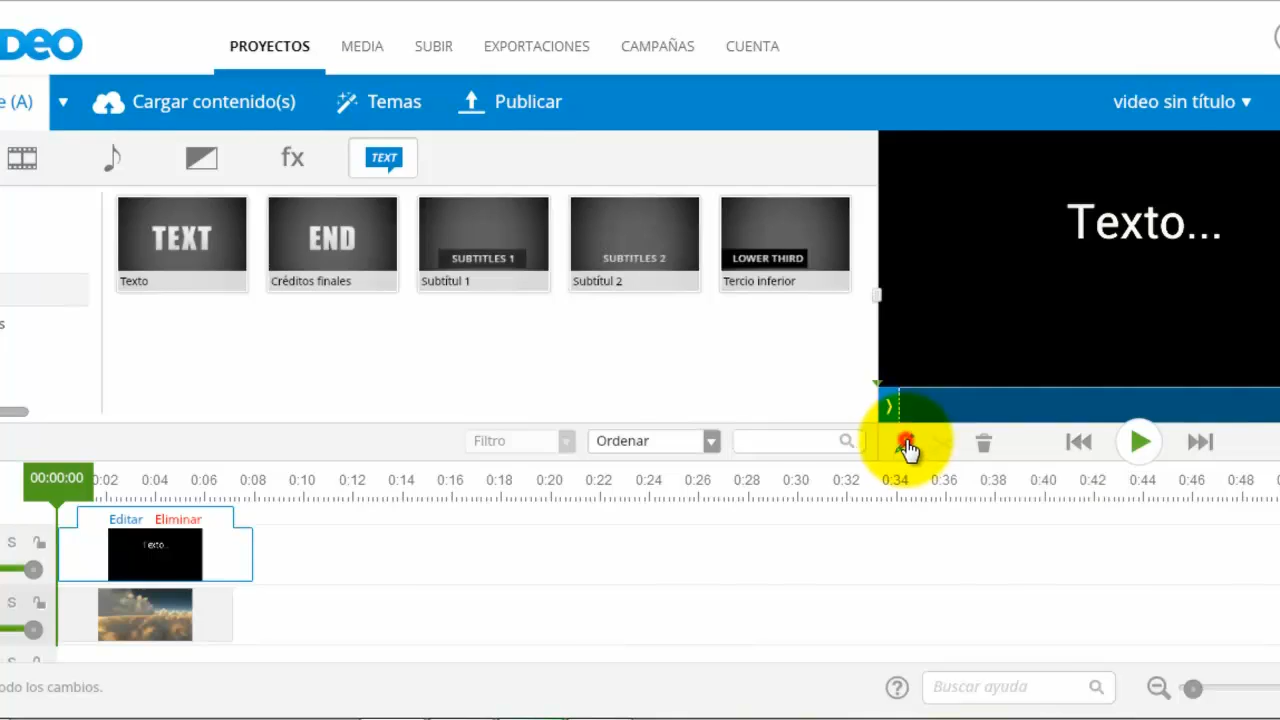 DEO
PROYECTOS MEDIA SUBIR EXPORTACIONES CAMPAÑAS CUENTA
e (A) Cargar contenido(s) Temas Publicar video sin título
fx TEXT
TEXT END SUBTITLES 1 SUBTITLES 2 LOWER THIRD
Texto Créditos finales Subtítul 1 Subtítul 2 Tercio inferior
Texto...
s
Filtro Ordenar
00:00:00 0:02 0:04 0:06 0:08 0:10 0:12 0:14 0:16 0:18 0:20 0:22 0:24 0:26 0:28 0:30 0:32 0:34 0:36 0:38 0:40 0:42 0:44 0:46 0:48
Editar Eliminar
S Texto...
S
odo los cambios. ? Buscar ayuda